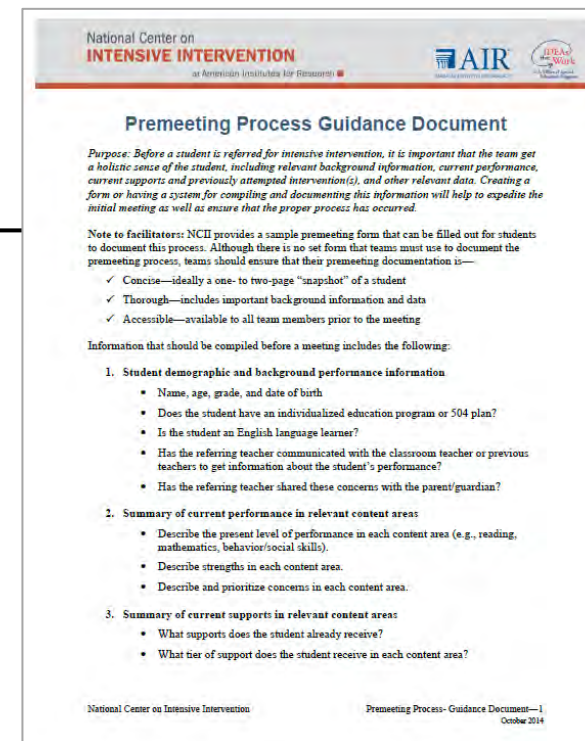 National Center on
INTENSIVE INTERVENTION
at American Institutes for Research
AIR
IDEAs
that
Work
Premeeting Process Guidance Document
Purpose: Before a student is referred for intensive intervention, it is important that the team get
a holistic sense of the student, including relevant background information, current performance,
current supports and previously attempted intervention(s), and other relevant data. Creating a
form or having a system for compiling and documenting this information will help to expedite the
initial meeting as well as ensure that the proper process has occurred.
Note to facilitators: NCII provides a sample premeeting form that can be filled out for students
to document this process. Although there is no set form that teams must use to document the
premeeting process, teams should ensure that their premeeting documentation is—
✓ Concise—ideally a one- to two-page “snapshot” of a student
✓ Thorough—includes important background information and data
✓ Accessible—available to all team members prior to the meeting
Information that should be compiled before a meeting includes the following:
1. Student demographic and background performance information
• Name, age, grade, and date of birth
• Does the student have an individualized education program or 504 plan?
• Is the student an English language learner?
• Has the referring teacher communicated with the classroom teacher or previous
teachers to get information about the student’s performance?
• Has the referring teacher shared these concerns with the parent/guardian?
2. Summary of current performance in relevant content areas
• Describe the present level of performance in each content area (e.g., reading,
mathematics, behavior/social skills).
• Describe strengths in each content area.
• Describe and prioritize concerns in each content area.
3. Summary of current supports in relevant content areas
• What supports does the student already receive?
• What tier of support does the student receive in each content area?
National Center on Intensive Intervention
Premeeting Process- Guidance Document—1
October 2014